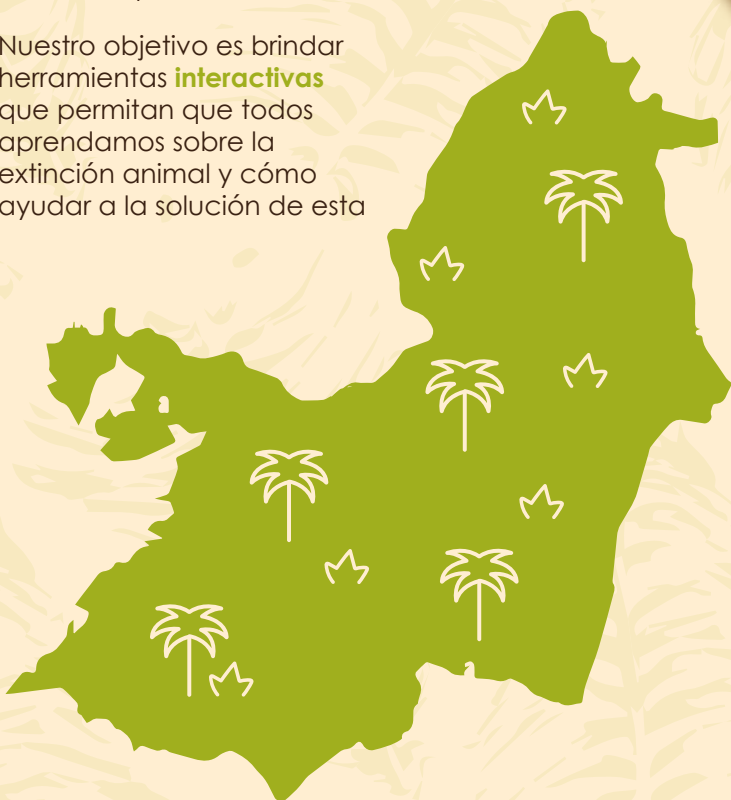 Nuestro objetivo es brindar
herramientas interactivas
que permitan que todos
aprendamos sobre la
extinción animal y cómo
ayudar a la solución de esta